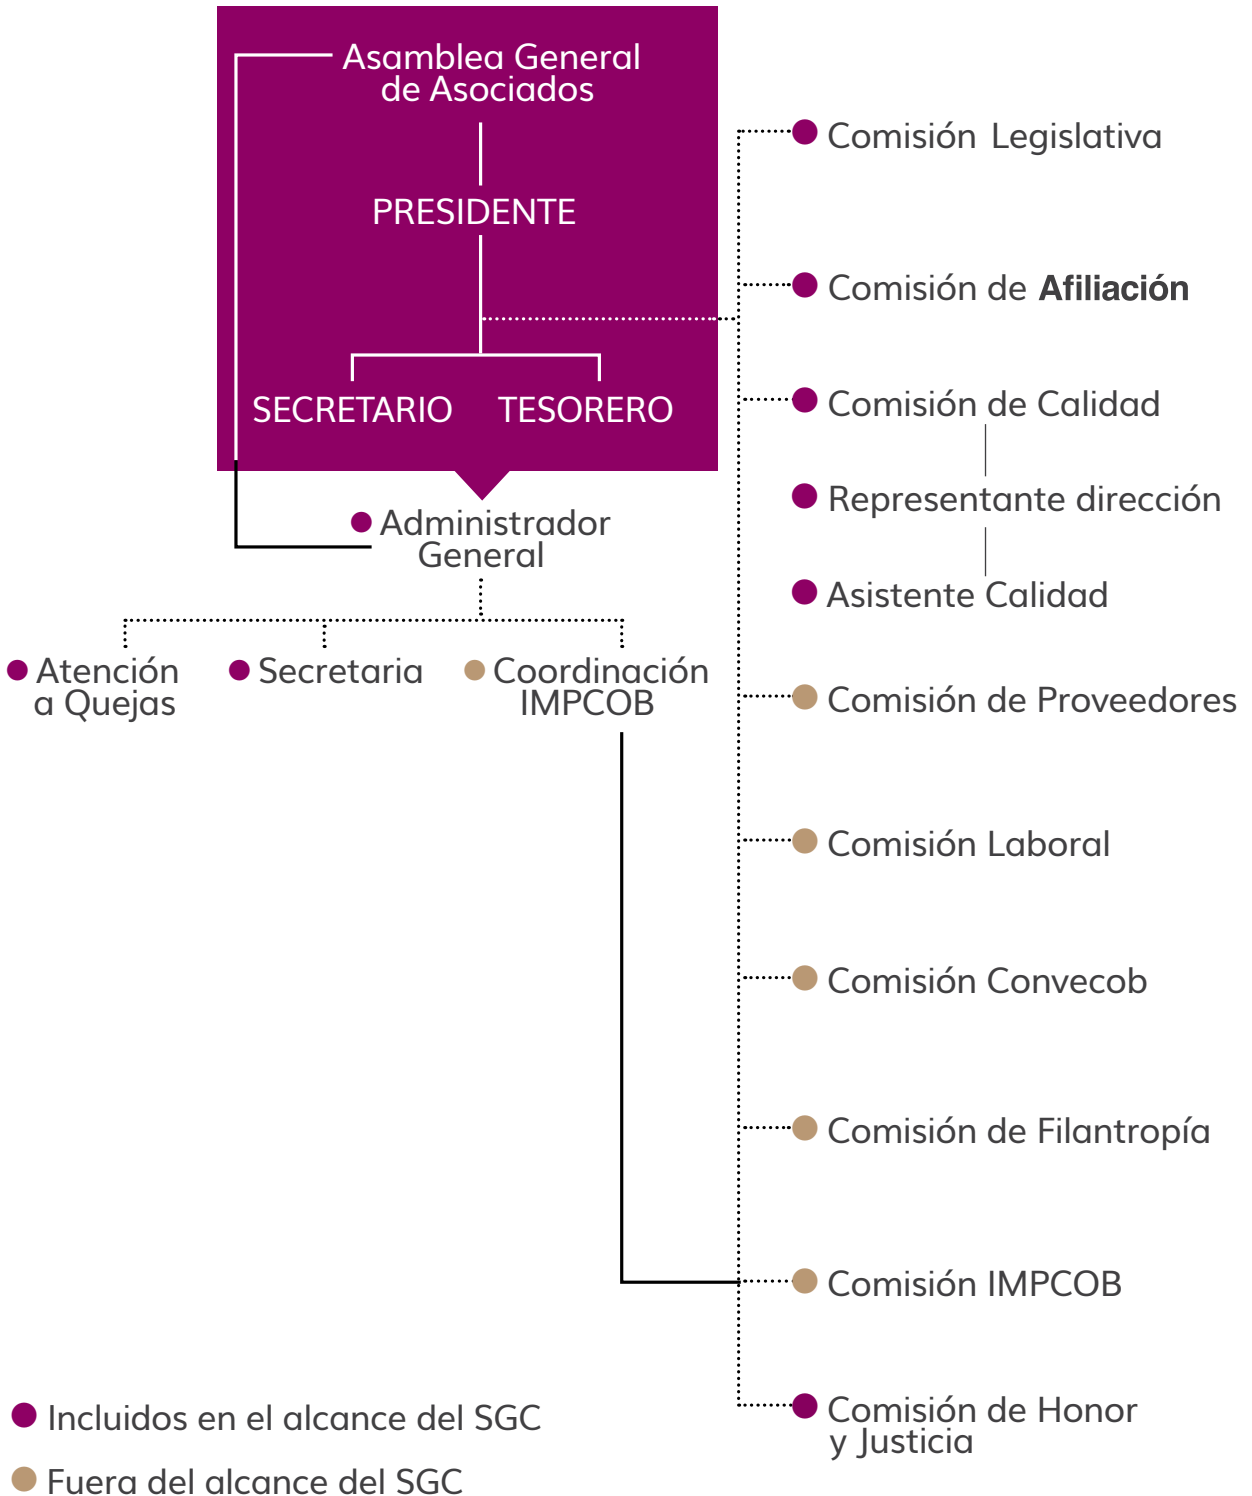 Asamblea General
de Asociados
PRESIDENTE
SECRETARIO
TESORERO
Administrador
General
Atención
a Quejas
Secretaria
Coordinación
IMPCOB
Comisión Legislativa
Comisión de Afiliación
Comisión de Calidad
Representante dirección
Asistente Calidad
Comisión de Proveedores
Comisión Laboral
Comisión Convecob
Comisión de Filantropía
Comisión IMPCOB
Comisión de Honor
y Justicia
Incluidos en el alcance del SGC
Fuera del alcance del SGC